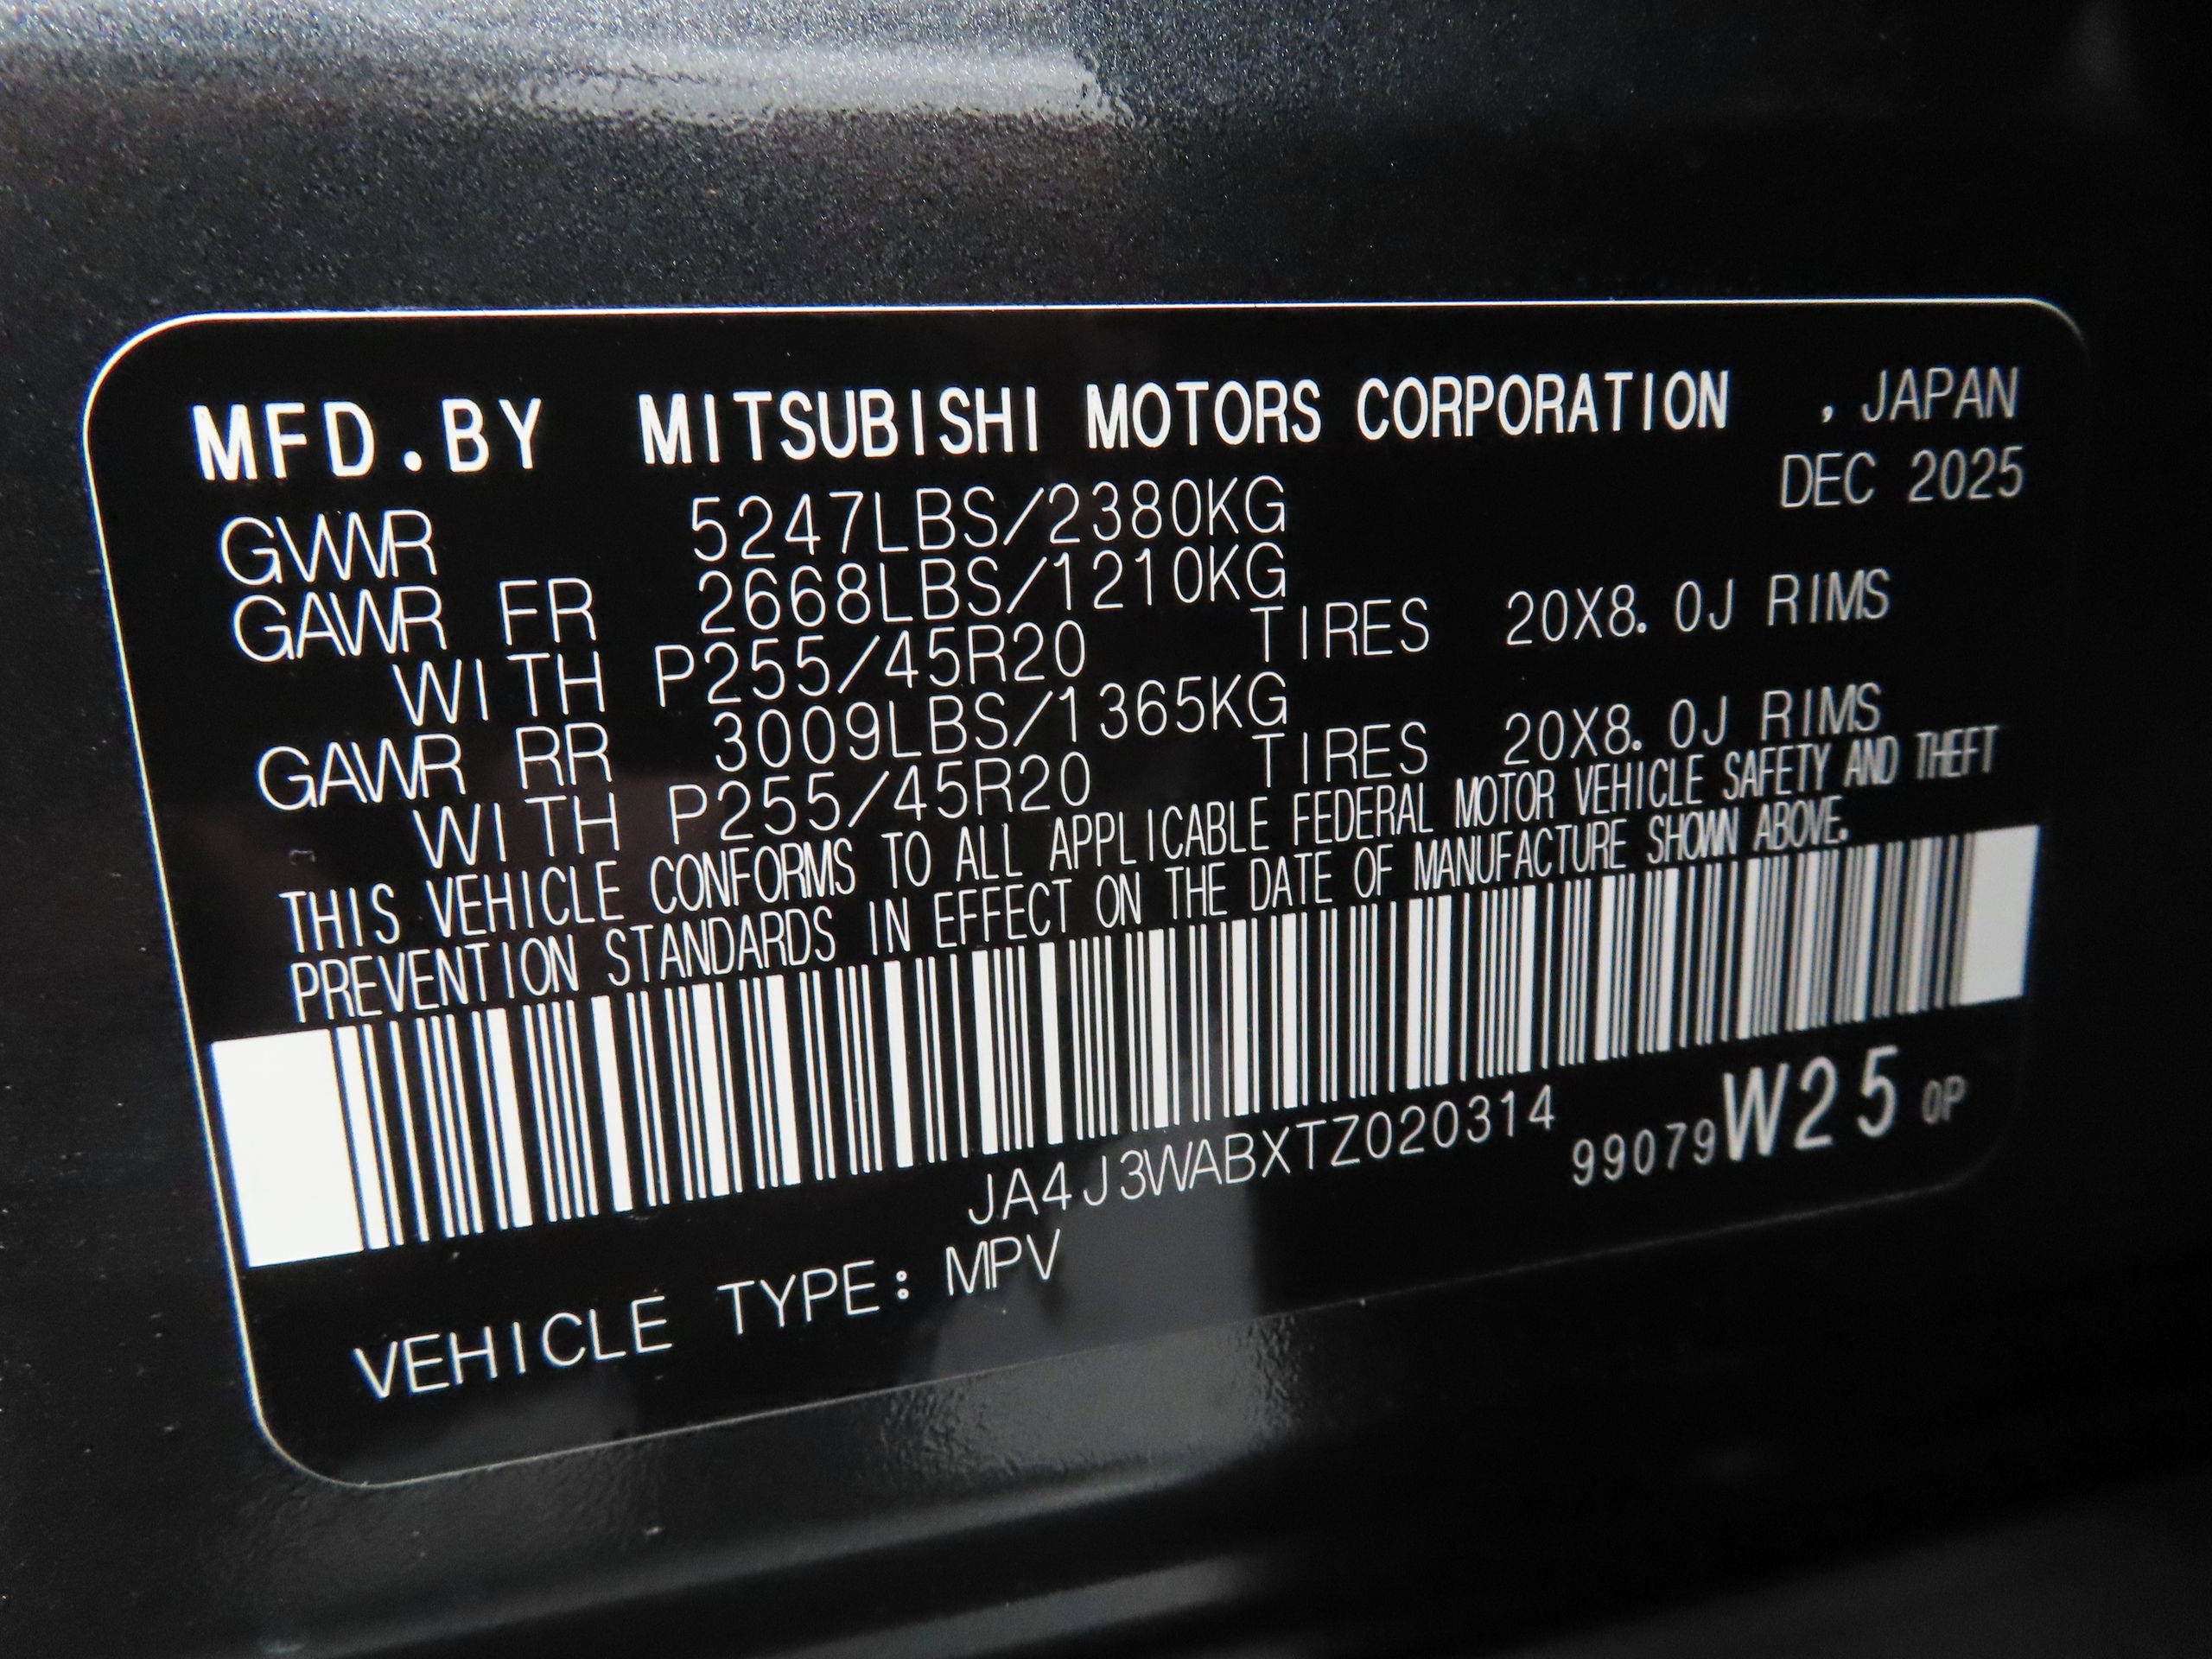 MFD.BY MITSUBISHI MOTORS CORPORATION , JAPAN
DEC 2025
GVWR 5247LBS/2380KG
GAWR FR 2668LBS/1210KG
WITH P255/45R20 TIRES 20X8.0J RIMS
GAWR RR 3009LBS/1365KG
WITH P255/45R20 TIRES 20X8.0J RIMS
THIS VEHICLE CONFORMS TO ALL APPLICABLE FEDERAL MOTOR VEHICLE SAFETY AND THEFT
PREVENTION STANDARDS IN EFFECT ON THE DATE OF MANUFACTURE SHOWN ABOVE.
JA4J3WABXTZ020314
99079W25 0P
VEHICLE TYPE: MPV